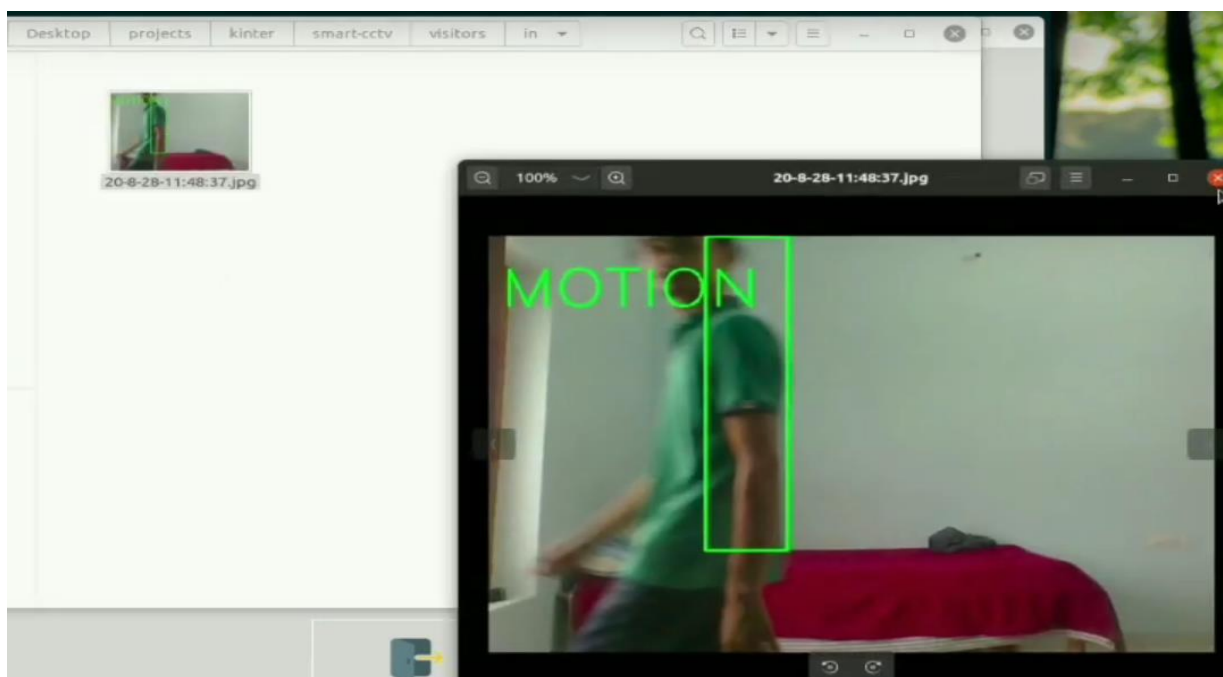 Desktop projects kinter smart-cctv visitors in
20-8-28-11:48:37.jpg
100% 20-8-28-11:48:37.jpg
MOTION